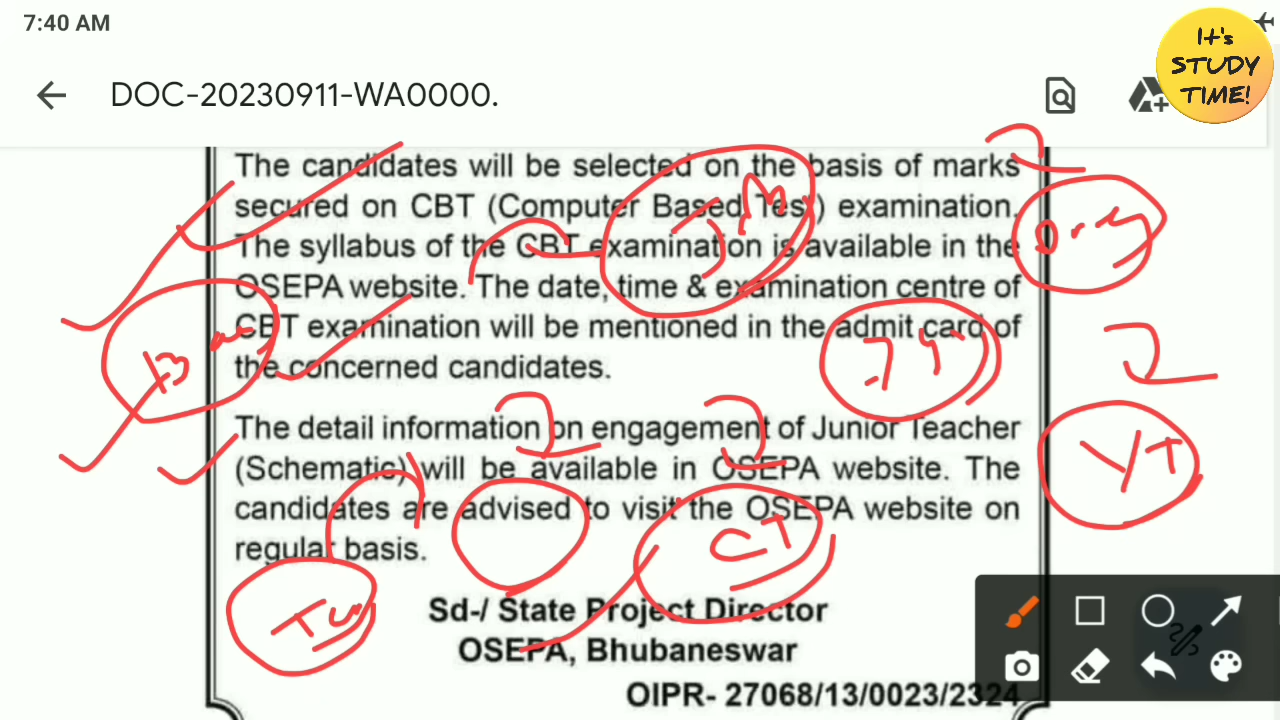 7:40 AM
It's
STUDY
TIME!
DOC-20230911-WA0000.
The candidates will be selected on the basis of marks
secured on CBT (Computer Based Test) examination.
The syllabus of the CBT examination is available in the
OSEPA website. The date, time & examination centre of
CBT examination will be mentioned in the admit card of
the concerned candidates.
The detail information on engagement of Junior Teacher
(Schematic) will be available in OSEPA website. The
candidates are advised to visit the OSEPA website on
regular basis.
Sd-/ State Project Director
OSEPA, Bhubaneswar
OIPR- 27068/13/0023/2324
2
2
2
2
CT
YT